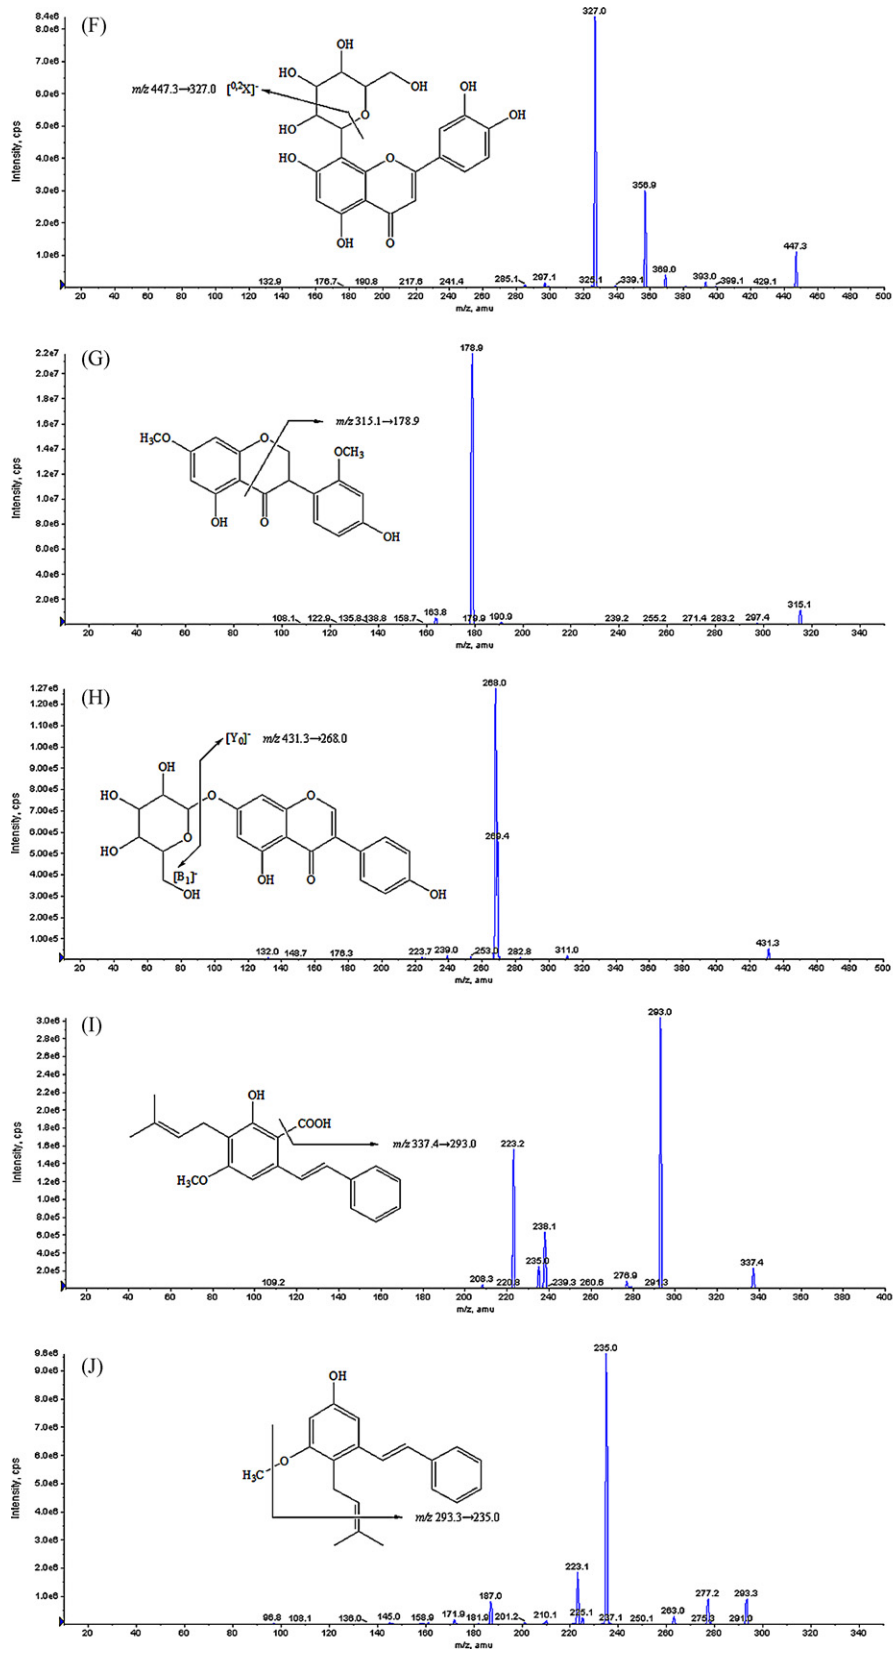 (F)
327.0
8.4e6
8.0e6
7.0e6
6.0e6
5.0e6
4.0e6
3.0e6
2.0e6
1.0e6
Intensity, cps
m/z 447.3→327.0 [0,2X]-
OH
HO
OH
O
HO
OH
OH
HO
O
OH
O
356.9
447.3
369.0
132.9 176.7 190.8 217.6 241.4 285.1 297.1 325.1 339.1 393.0 399.1 429.1
20 40 60 80 100 120 140 160 180 200 220 240 260 280 300 320 340 360 380 400 420 440 460 480 500
m/z, amu
(G)
178.9
2.2e7
2.0e7
1.8e7
1.6e7
1.4e7
1.2e7
1.0e7
8.0e6
6.0e6
4.0e6
2.0e6
Intensity, cps
m/z 315.1→178.9
H3CO
O
OCH3
OH
O
OH
108.1 122.9 135.8 138.8 158.7 163.8 179.9 190.9 239.2 255.2 271.4 283.2 297.4 315.1
20 40 60 80 100 120 140 160 180 200 220 240 260 280 300 320 340
m/z, amu
(H)
268.0
1.27e6
1.20e6
1.10e6
1.00e6
9.00e5
8.00e5
7.00e5
6.00e5
5.00e5
4.00e5
3.00e5
2.00e5
1.00e5
Intensity, cps
[Y0]- m/z 431.3→268.0
OH
HO
O
O
O
HO
[B1]-
OH
OH
O
OH
269.4
132.0 148.7 176.3 223.7 239.0 253.0 282.8 311.0 431.3
20 40 60 80 100 120 140 160 180 200 220 240 260 280 300 320 340 360 380 400 420 440 460 480 500
m/z, amu
(I)
293.0
3.0e6
2.8e6
2.6e6
2.4e6
2.2e6
2.0e6
1.8e6
1.6e6
1.4e6
1.2e6
1.0e6
8.0e5
6.0e5
4.0e5
2.0e5
Intensity, cps
OH
COOH
m/z 337.4→293.0
H3CO
223.2
238.1
235.0
337.4
109.2 208.3 220.8 239.3 260.6 276.9 291.3
20 40 60 80 100 120 140 160 180 200 220 240 260 280 300 320 340 360 380 400
m/z, amu
(J)
235.0
9.6e6
9.0e6
8.0e6
7.0e6
6.0e6
5.0e6
4.0e6
3.0e6
2.0e6
1.0e6
Intensity, cps
OH
O
H3C
m/z 293.3→235.0
223.1
187.0
277.2
293.3
96.8 108.1 136.0 145.0 158.9 171.9 181.9 201.2 210.1 225.1 237.1 250.1 263.0 275.3 291.9
20 40 60 80 100 120 140 160 180 200 220 240 260 280 300 320 340
m/z, amu